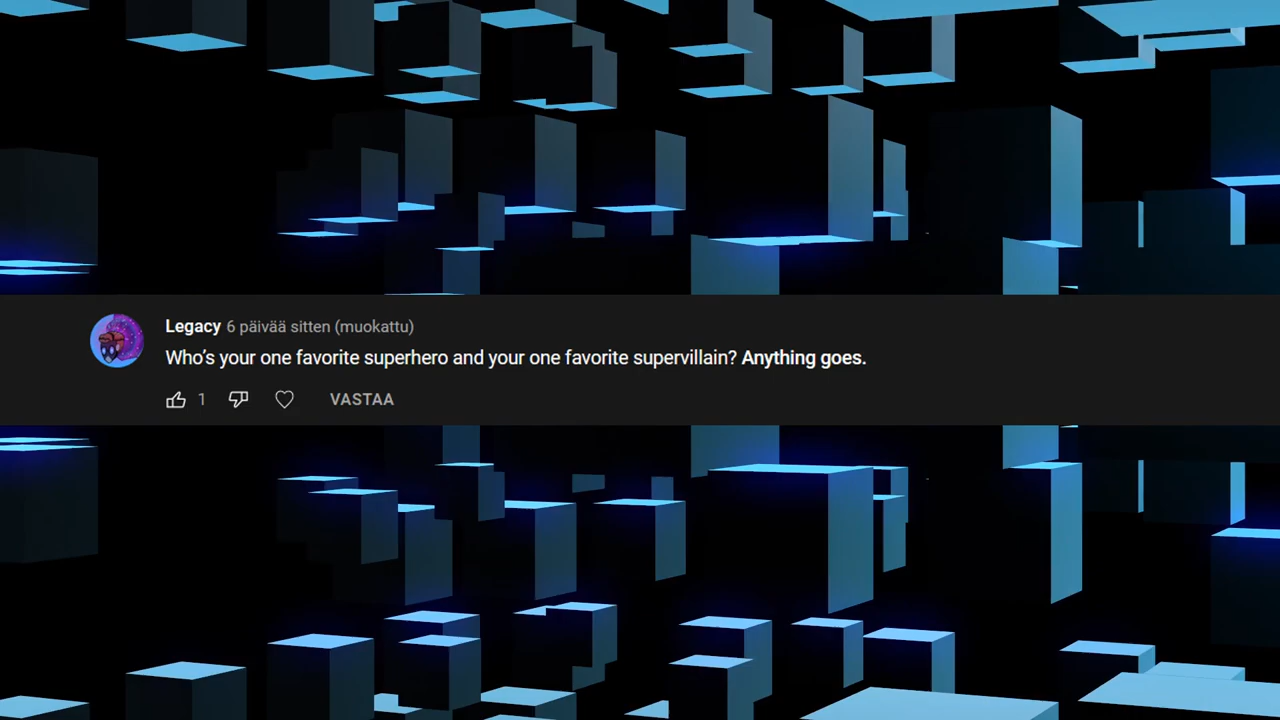 Legacy 6 päivää sitten (muokattu)
Who's your one favorite superhero and your one favorite supervillain? Anything goes.
1 VASTAA